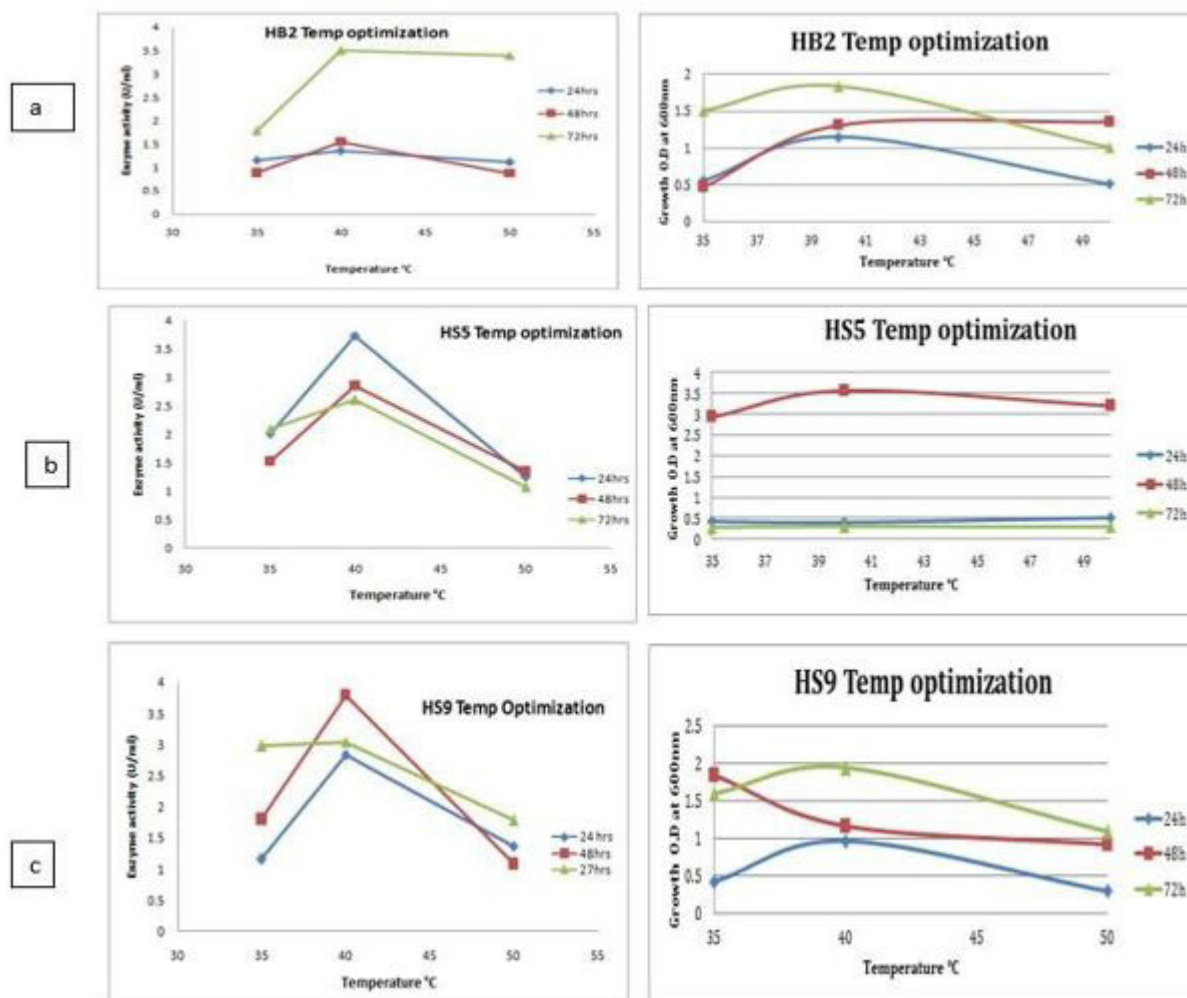 a
HB2 Temp optimization
Enzyme activity (U/ml)
4
3.5
3
2.5
2
1.5
1
0.5
0
30 35 40 45 50 55
Temperature °C
24hrs
48hrs
72hrs
HB2 Temp optimization
Growth O.D at 600nm
2
1.5
1
0.5
0
35 37 39 41 43 45 47 49
Temperature °C
24h
48h
72h
b
HS5 Temp optimization
Enzyme activity (U/ml)
4
3.5
3
2.5
2
1.5
1
0.5
0
30 35 40 45 50 55
Temperature °C
24hrs
48hrs
72hrs
HS5 Temp optimization
Growth O.D at 600nm
4
3.5
3
2.5
2
1.5
1
0.5
0
35 37 39 41 43 45 47 49
Temperature °C
24h
48h
72h
c
HS9 Temp Optimization
Enzyme activity (U/ml)
4
3.5
3
2.5
2
1.5
1
0.5
0
30 35 40 45 50 55
Temperature °C
24 hrs
48hrs
27hrs
HS9 Temp optimization
Growth O.D at 600nm
2.5
2
1.5
1
0.5
0
35 40 50
Temperature °C
24h
48h
72h